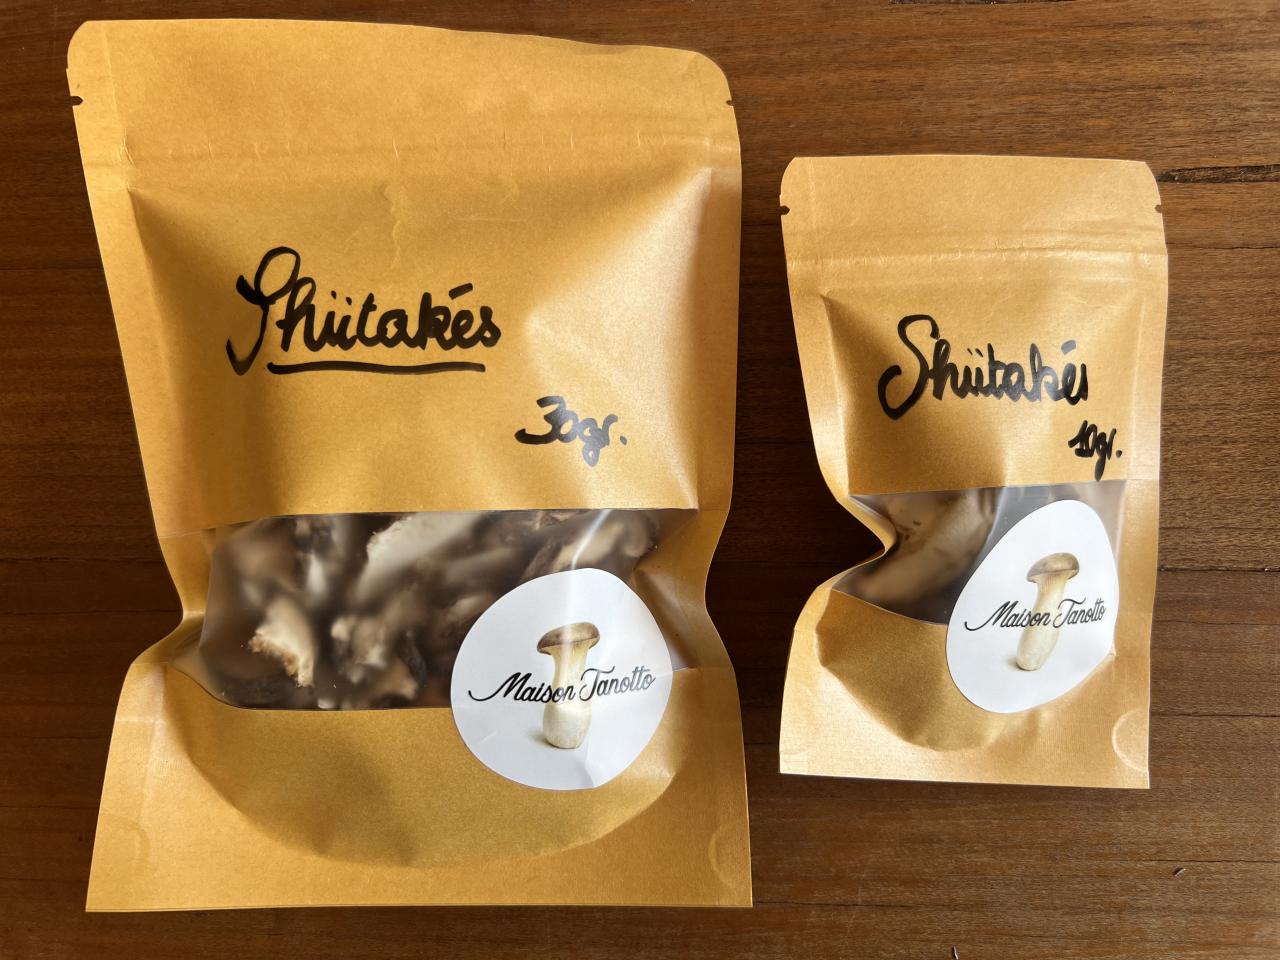 Shiitakés
30gr.
Maison Tanotto
Shiitakés
10gr.
Maison Tanotto